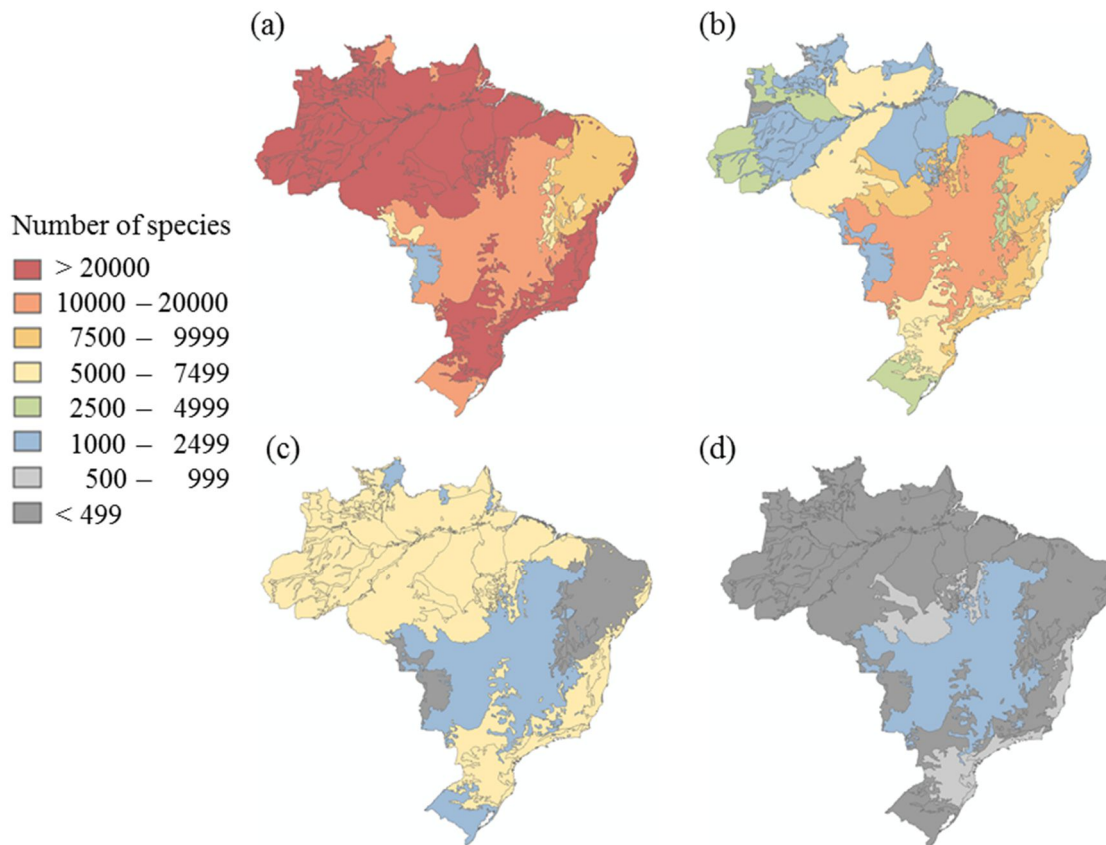 (a)
(b)
Number of species
> 20000
10000 – 20000
7500 – 9999
5000 – 7499
2500 – 4999
1000 – 2499
500 – 999
< 499
(c)
(d)